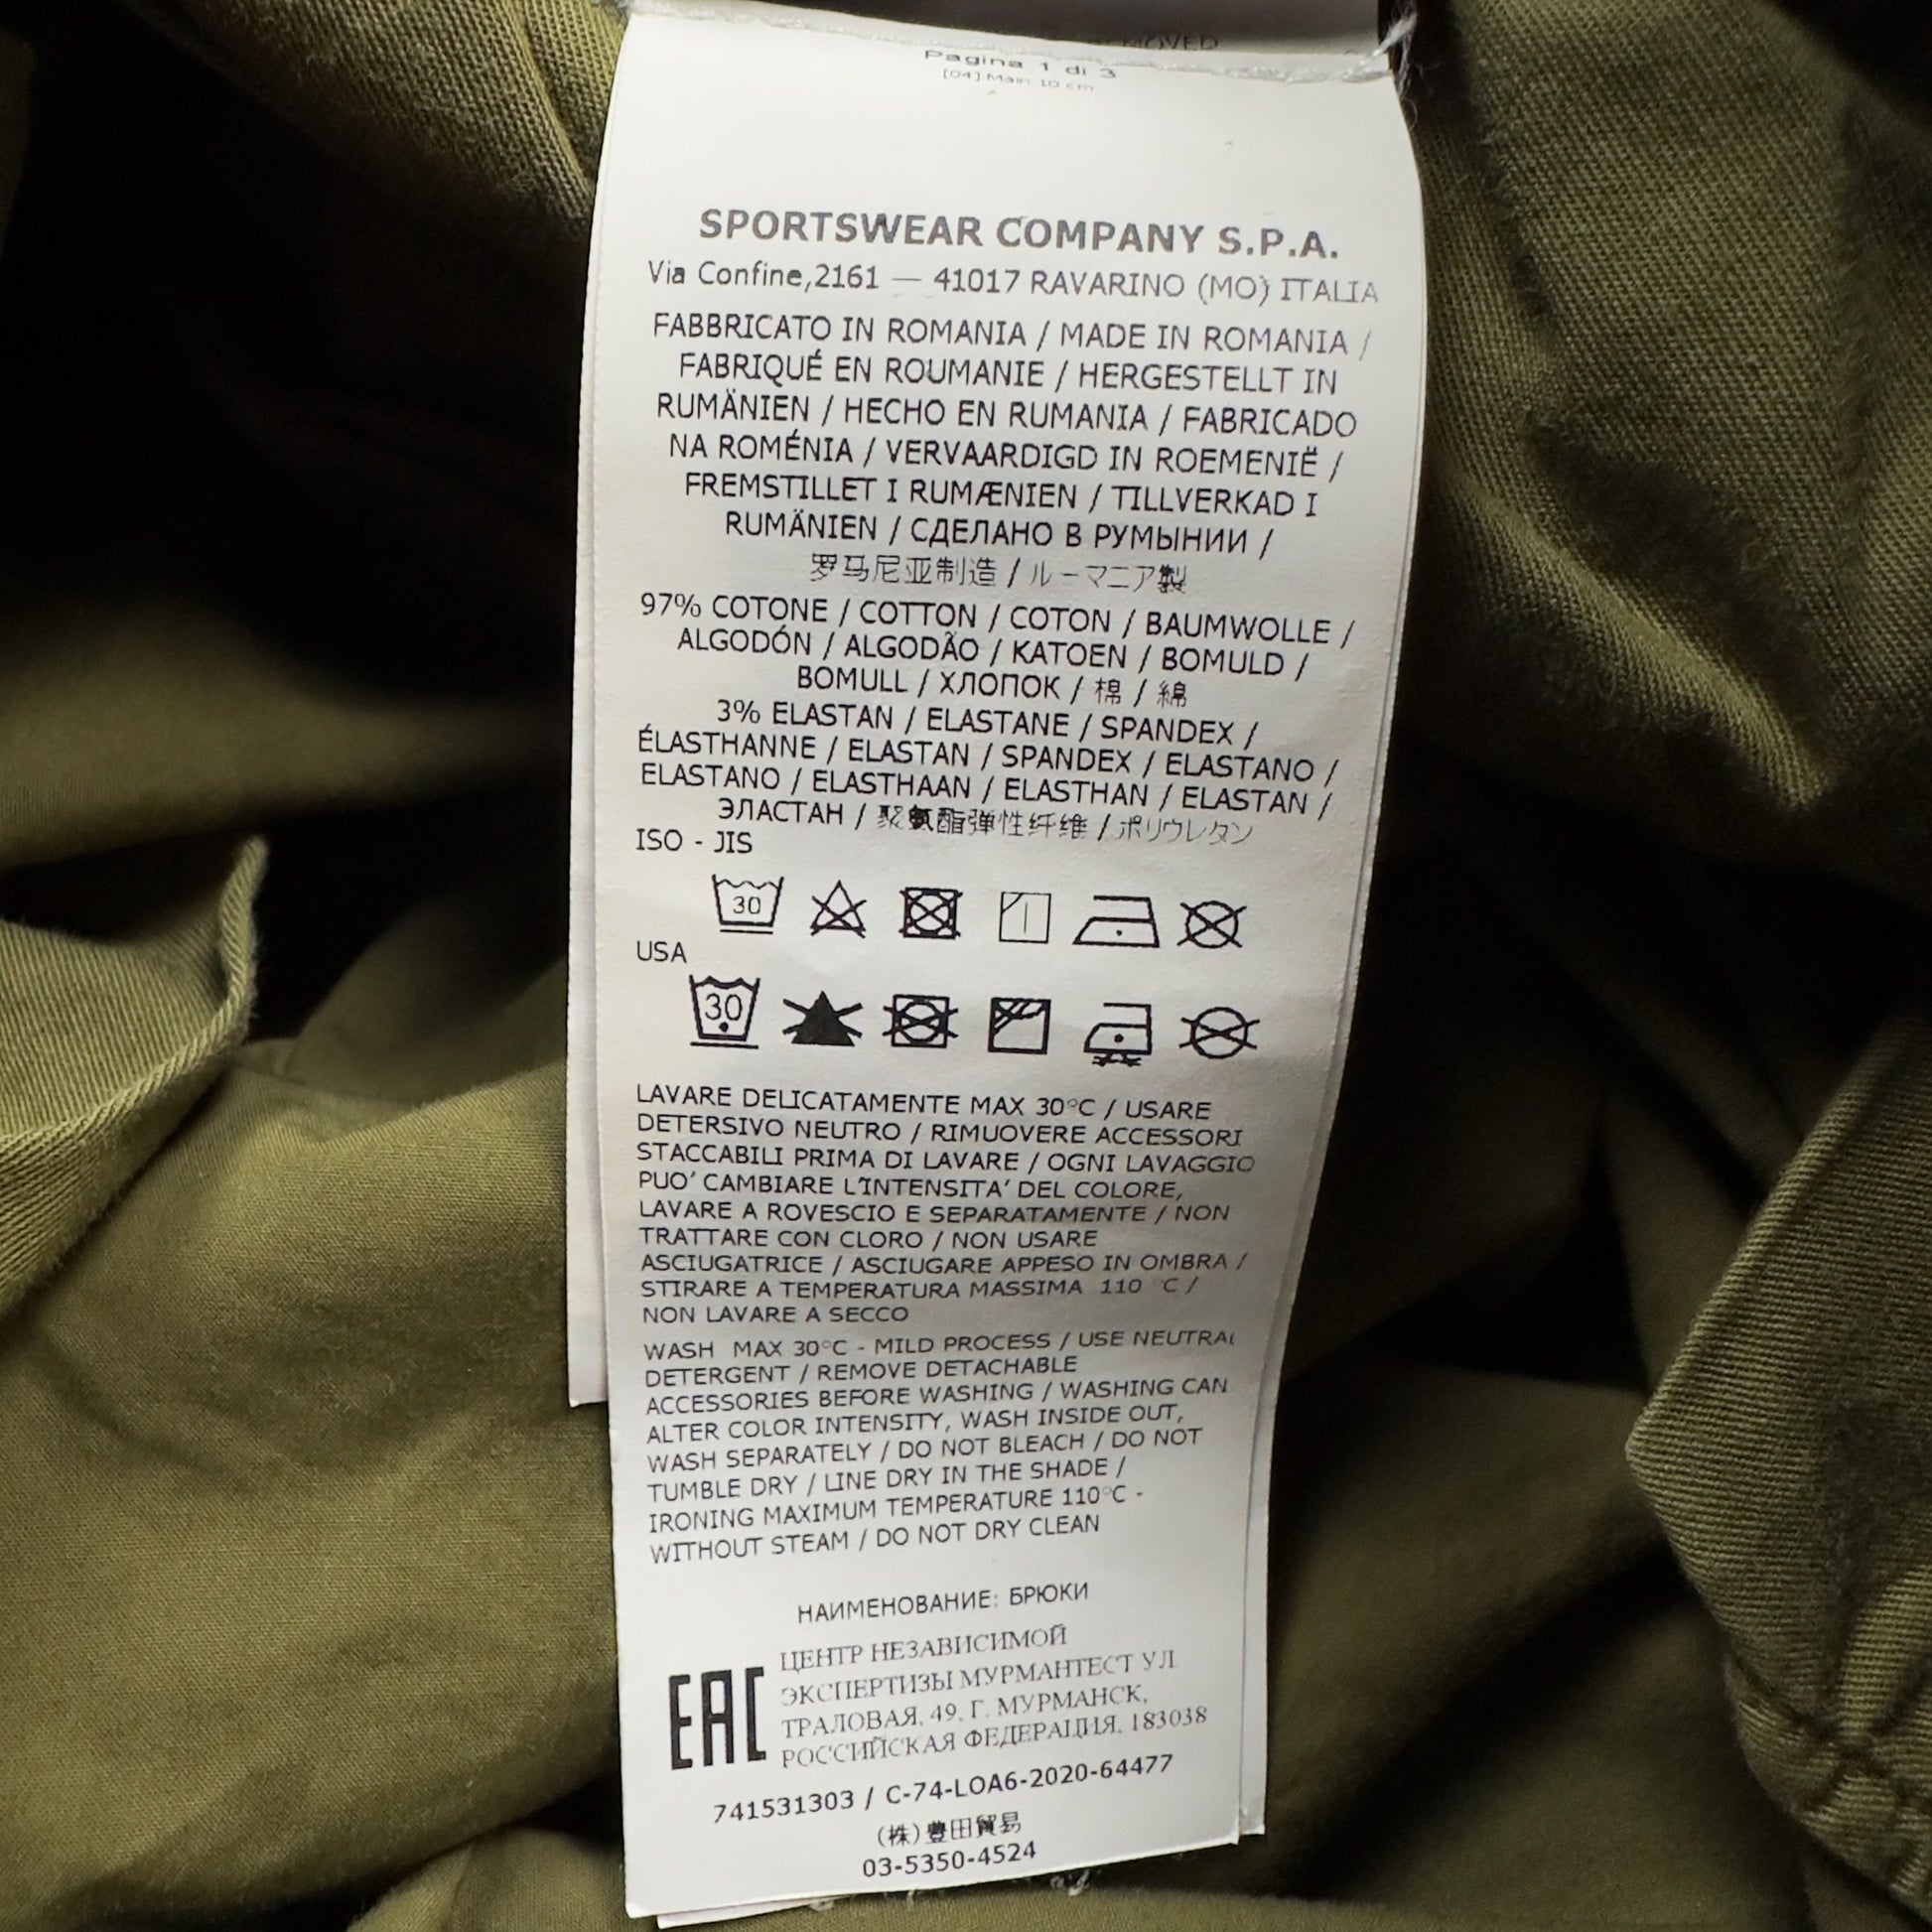 MOVED
Pagina 1 di 3
[04] Main 10 cm
SPORTSWEAR COMPANY S.P.A.
Via Confine,2161 — 41017 RAVARINO (MO) ITALIA
FABBRICATO IN ROMANIA / MADE IN ROMANIA /
FABRIQUÉ EN ROUMANIE / HERGESTELLT IN
RUMÄNIEN / HECHO EN RUMANIA / FABRICADO
NA ROMÉNIA / VERVAARDIGD IN ROEMENIË /
FREMSTILLET I RUMÆNIEN / TILLVERKAD I
RUMÄNIEN / СДЕЛАНО В РУМЫНИИ /
罗马尼亚制造 / ルーマニア製
97% COTONE / COTTON / COTON / BAUMWOLLE /
ALGODÓN / ALGODÃO / KATOEN / BOMULD /
BOMULL / ХЛОПОК / 棉 / 綿
3% ELASTAN / ELASTANE / SPANDEX /
ÉLASTHANNE / ELASTAN / SPANDEX / ELASTANO /
ELASTANO / ELASTHAAN / ELASTHAN / ELASTAN /
ЭЛАСТАН / 聚氨酯弹性纤维 / ポリウレタン
ISO - JIS
30
USA
30
LAVARE DELICATAMENTE MAX 30°C / USARE
DETERSIVO NEUTRO / RIMUOVERE ACCESSORI
STACCABILI PRIMA DI LAVARE / OGNI LAVAGGIO
PUO' CAMBIARE L'INTENSITA' DEL COLORE,
LAVARE A ROVESCIO E SEPARATAMENTE / NON
TRATTARE CON CLORO / NON USARE
ASCIUGATRICE / ASCIUGARE APPESO IN OMBRA /
STIRARE A TEMPERATURA MASSIMA 110 °C /
NON LAVARE A SECCO
WASH MAX 30°C - MILD PROCESS / USE NEUTRAL
DETERGENT / REMOVE DETACHABLE
ACCESSORIES BEFORE WASHING / WASHING CAN
ALTER COLOR INTENSITY, WASH INSIDE OUT,
WASH SEPARATELY / DO NOT BLEACH / DO NOT
TUMBLE DRY / LINE DRY IN THE SHADE /
IRONING MAXIMUM TEMPERATURE 110°C -
WITHOUT STEAM / DO NOT DRY CLEAN
НАИМЕНОВАНИЕ: БРЮКИ
EAC
ЦЕНТР НЕЗАВИСИМОЙ
ЭКСПЕРТИЗЫ МУРМАНТЕСТ УЛ
ТРАЛОВАЯ, 49, Г. МУРМАНСК,
РОССИЙСКАЯ ФЕДЕРАЦИЯ, 183038
741531303 / C-74-LOA6-2020-64477
(株)豊田貿易
03-5350-4524